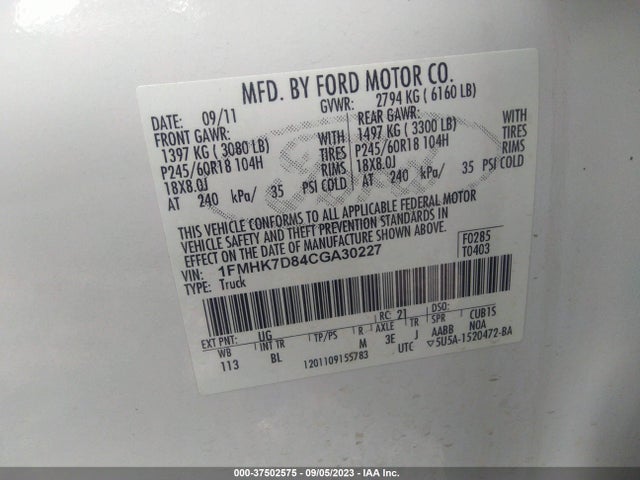 MFD. BY FORD MOTOR CO.
DATE: 09/11 GVWR: 2794 KG ( 6160 LB)
FRONT GAWR: REAR GAWR:
1397 KG ( 3080 LB) WITH 1497 KG ( 3300 LB) WITH
P245/60R18 104H TIRES P245/60R18 104H TIRES
18X8.0J RIMS 18X8.0J RIMS
AT 240 kPa/ 35 PSI COLD AT 240 kPa/ 35 PSI COLD
Ford
THIS VEHICLE CONFORMS TO ALL APPLICABLE FEDERAL MOTOR
VEHICLE SAFETY AND THEFT PREVENTION STANDARDS IN
EFFECT ON THE DATE OF MANUFACTURE SHOWN ABOVE.
VIN: 1FMHK7D84CGA30227 F0285
TYPE: Truck T0403
EXT PNT: UG RC: 21 DSO:
WB INT TR TP/PS R AXLE TR SPR CUBTS
113 BL M 3E J AABB NOA
1201109155783 UTC ▽5U5A-1520472-BA
000-37502575 - 09/05/2023 - IAA Inc.